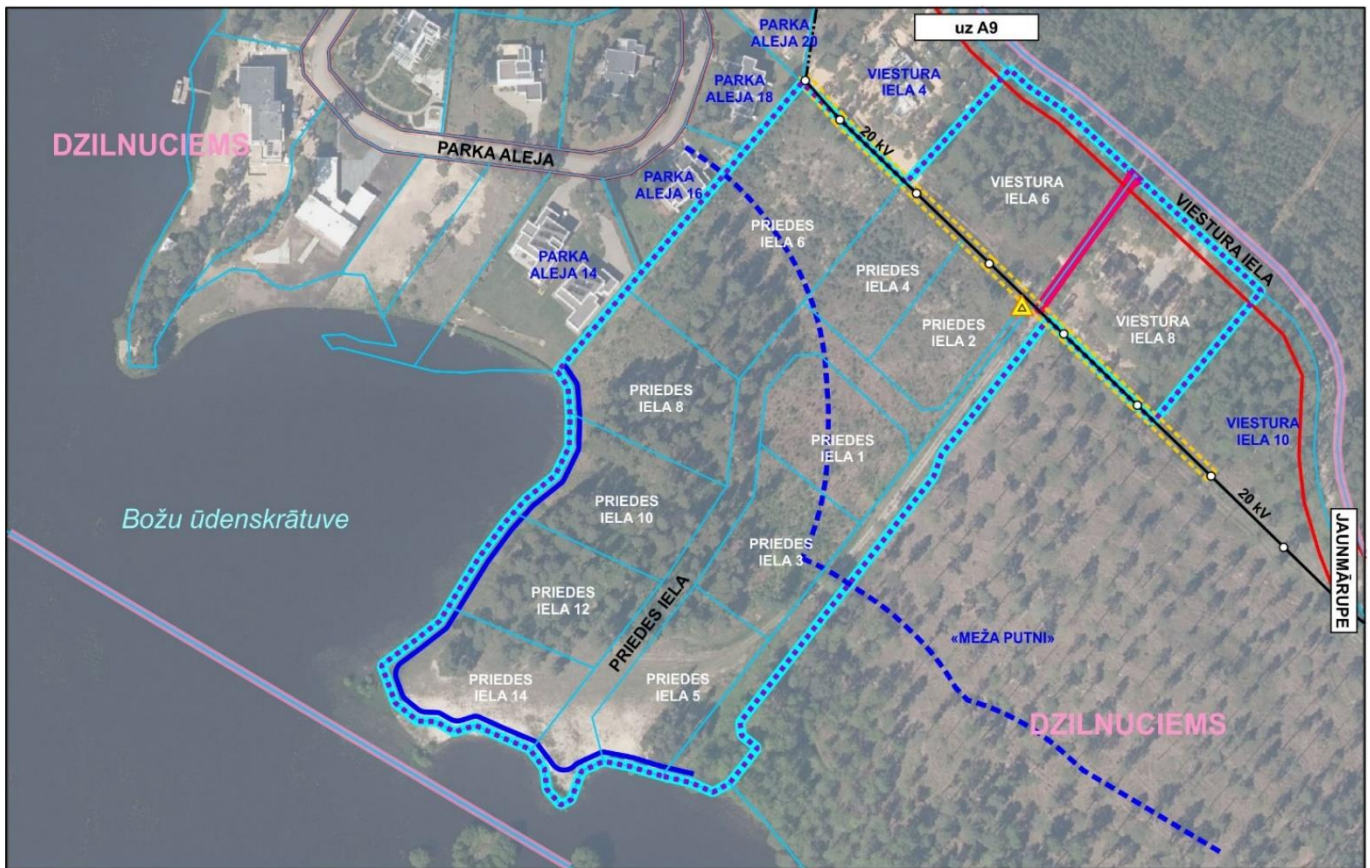 PARKA
ALEJA 20
uz A9
PARKA
ALEJA 18
VIESTURA
IELA 4
DZILNUCIEMS
PARKA ALEJA
20 kV
PARKA
ALEJA 16
VIESTURA
IELA 6
VIESTURA IELA
PRIEDES
IELA 6
PARKA
ALEJA 14
PRIEDES
IELA 4
PRIEDES
IELA 2
VIESTURA
IELA 8
PRIEDES
IELA 8
PRIEDES
IELA 1
VIESTURA
IELA 10
20 kV
Božu ūdenskrātuve
PRIEDES
IELA 10
PRIEDES
IELA 3
JAUNMĀRUPE
PRIEDES
IELA 12
PRIEDES IELA
«MEŽA PUTNI»
PRIEDES
IELA 14
PRIEDES
IELA 5
DZILNUCIEMS